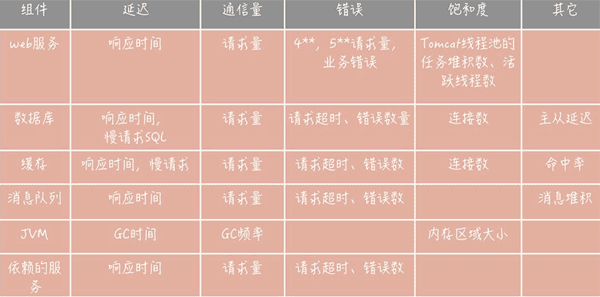 组件 延迟 通信量 错误 饱和度 其它
web服务 响应时间 请求量 4**，5**请求量，业务错误 Tomcat线程池的任务堆积数、活跃线程数
数据库 响应时间，慢请求SQL 请求量 请求超时、错误数量 连接数 主从延迟
缓存 响应时间，慢请求 请求量 请求超时、错误数 连接数 命中率
消息队列 响应时间 请求量 请求超时、错误数 消息堆积
JVM GC时间 GC频率 内存区域大小
依赖的服务 响应时间 请求量 请求超时、错误数